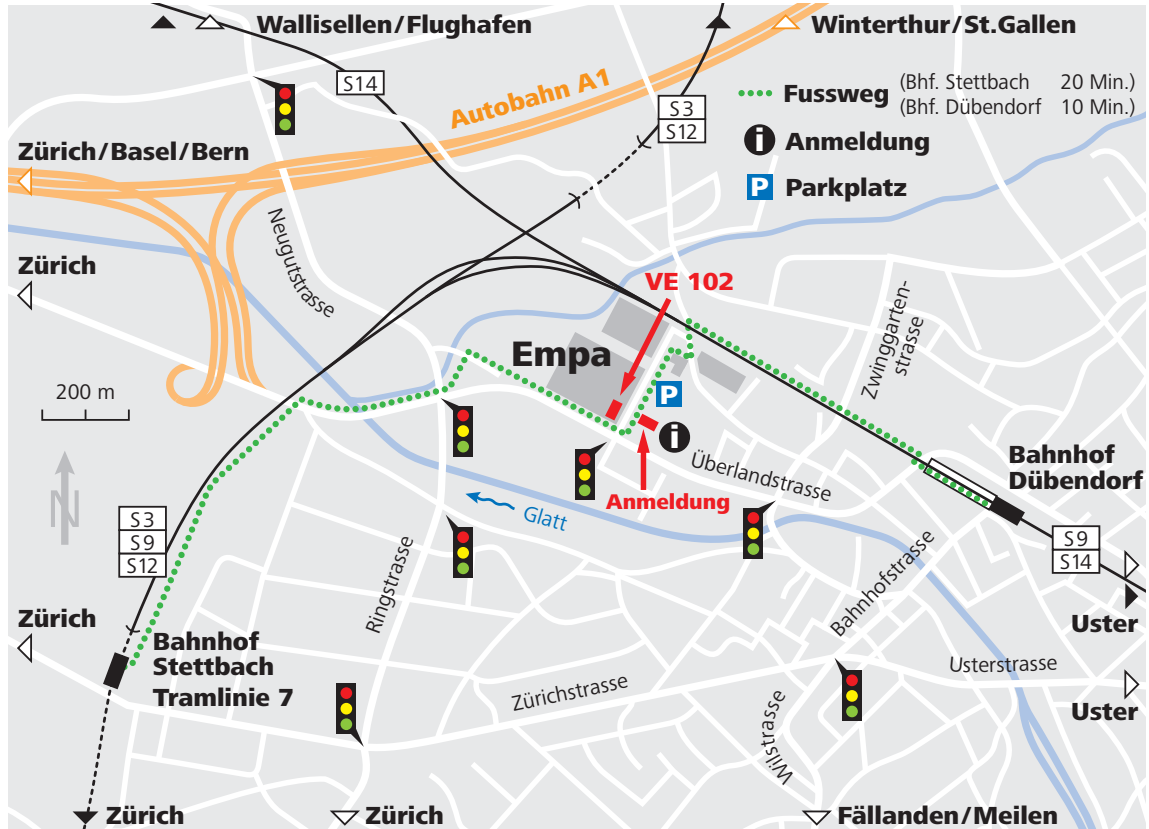 Wallisellen/Flughafen
Winterthur/St.Gallen
S14
Autobahn A1
S3
S12
Fussweg (Bhf. Stettbach 20 Min.)
(Bhf. Dübendorf 10 Min.)
i Anmeldung
P Parkplatz
Zürich/Basel/Bern
Neugutstrasse
Zürich
VE 102
Zwinggarten-
strasse
Empa
200 m
P
i
Bahnhof
Dübendorf
Überlandstrasse
N
Anmeldung
Glatt
S3
S9
S12
S9
S14
Ringstrasse
Bahnhofstrasse
Zürich
Uster
Bahnhof
Stettbach
Tramlinie 7
Usterstrasse
Zürichstrasse
Wilstrasse
Uster
Zürich
Zürich
Fällanden/Meilen